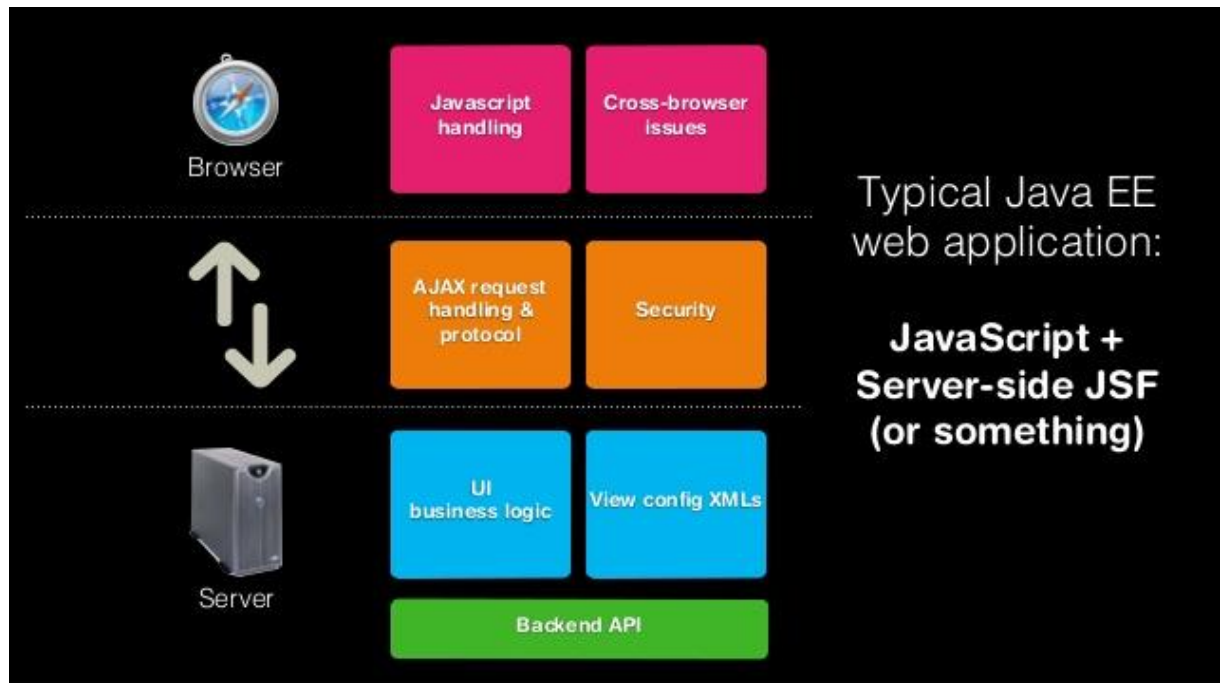 Browser
Javascript
handling
Cross-browser
issues
AJAX request
handling &
protocol
Security
Server
UI
business logic
View config XMLs
Backend API
Typical Java EE
web application:
JavaScript +
Server-side JSF
(or something)